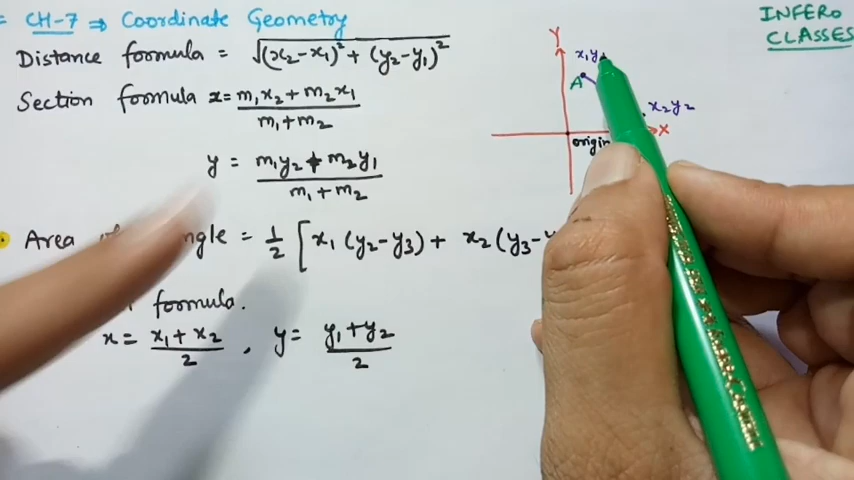 = CH-7 ⇒ Coordinate Geometry
INFERO
CLASSES
Distance formula = √(x₂-x₁)² + (y₂-y₁)²
Section formula x = m₁x₂ + m₂x₁ / m₁ + m₂
y = m₁y₂ + m₂y₁ / m₁ + m₂
Area = 1/2 [ x₁ (y₂-y₃) + x₂ (y₃-
formula.
x = x₁ + x₂ / 2 , y = y₁ + y₂ / 2
Y
x₁y₁
A
x₂y₂
X
origin